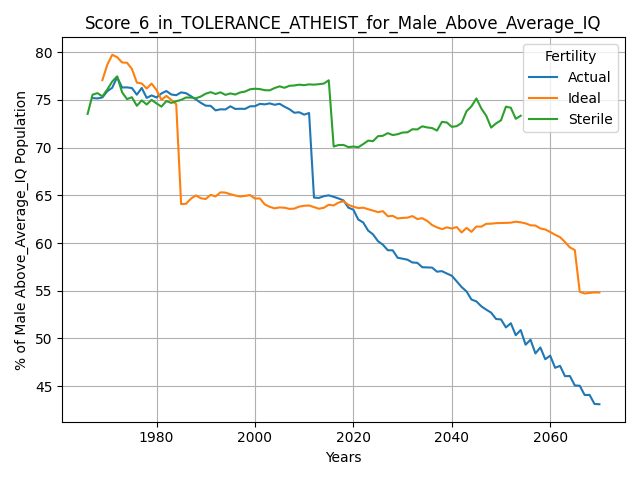 Score_6_in_TOLERANCE_ATHEIST_for_Male_Above_Average_IQ
% of Male Above_Average_IQ Population
80
75
70
65
60
55
50
45
Fertility
Actual
Ideal
Sterile
1980
2000
2020
2040
2060
Years